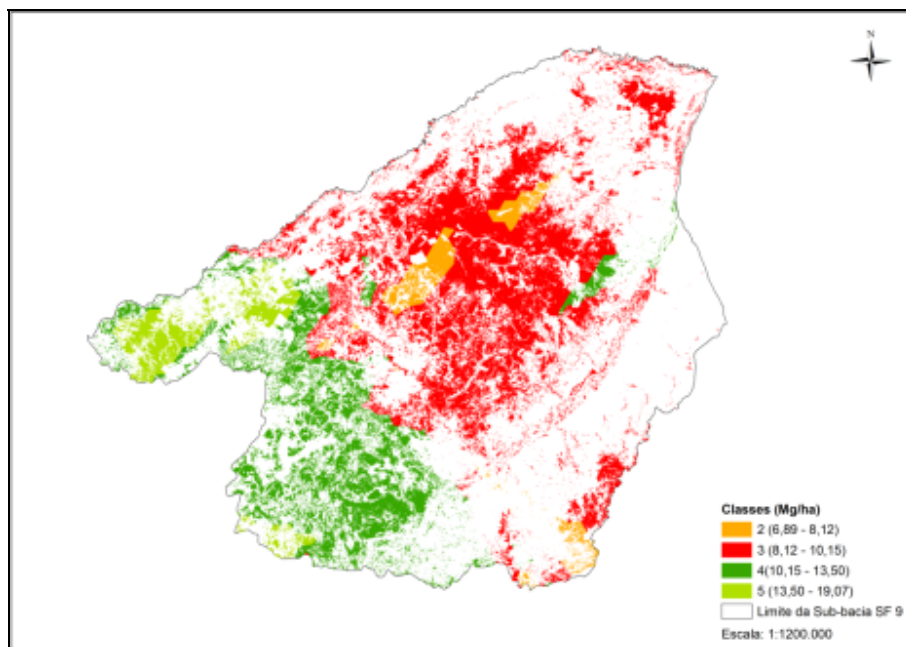 N
Classes (Mg/ha)
2 (6,89 - 8,12)
3 (8,12 - 10,15)
4(10,15 - 13,50)
5 (13,50 - 19,07)
Limite da Sub-bacia SF 9
Escala: 1:1200.000